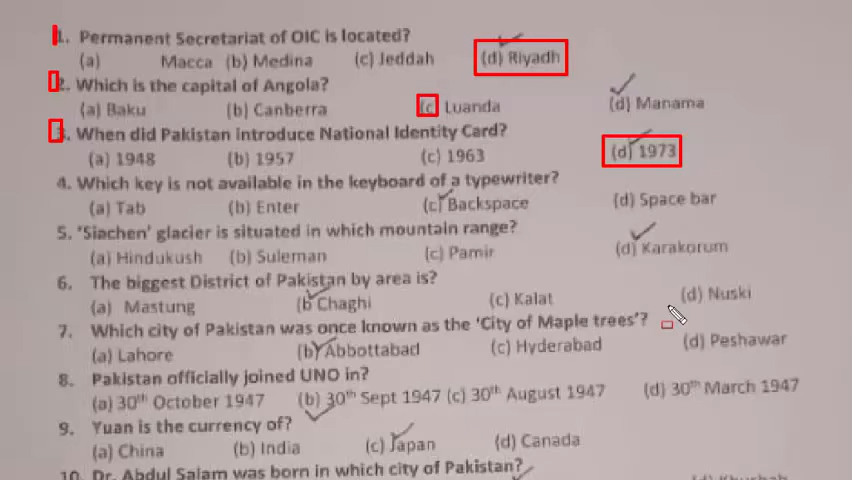 1. Permanent Secretariat of OIC is located?
(a) Macca (b) Medina (c) Jeddah (d) Riyadh
2. Which is the capital of Angola?
(a) Baku (b) Canberra (c) Luanda (d) Manama
3. When did Pakistan introduce National Identity Card?
(a) 1948 (b) 1957 (c) 1963 (d) 1973
4. Which key is not available in the keyboard of a typewriter?
(a) Tab (b) Enter (c) Backspace (d) Space bar
5. 'Siachen' glacier is situated in which mountain range?
(a) Hindukush (b) Suleman (c) Pamir (d) Karakorum
6. The biggest District of Pakistan by area is?
(a) Mastung (b Chaghi (c) Kalat (d) Nuski
7. Which city of Pakistan was once known as the 'City of Maple trees'?
(a) Lahore (b) Abbottabad (c) Hyderabad (d) Peshawar
8. Pakistan officially joined UNO in?
(a) 30th October 1947 (b) 30th Sept 1947 (c) 30th August 1947 (d) 30th March 1947
9. Yuan is the currency of?
(a) China (b) India (c) Japan (d) Canada
10. Dr. Abdul Salam was born in which city of Pakistan?